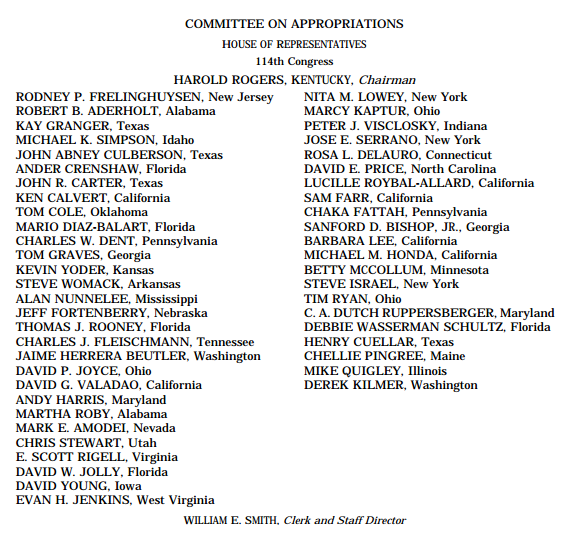 COMMITTEE ON APPROPRIATIONS
HOUSE OF REPRESENTATIVES
114th Congress
HAROLD ROGERS, KENTUCKY, Chairman
RODNEY P. FRELINGHUYSEN, New Jersey
ROBERT B. ADERHOLT, Alabama
KAY GRANGER, Texas
MICHAEL K. SIMPSON, Idaho
JOHN ABNEY CULBERSON, Texas
ANDER CRENSHAW, Florida
JOHN R. CARTER, Texas
KEN CALVERT, California
TOM COLE, Oklahoma
MARIO DIAZ-BALART, Florida
CHARLES W. DENT, Pennsylvania
TOM GRAVES, Georgia
KEVIN YODER, Kansas
STEVE WOMACK, Arkansas
ALAN NUNNELEE, Mississippi
JEFF FORTENBERRY, Nebraska
THOMAS J. ROONEY, Florida
CHARLES J. FLEISCHMANN, Tennessee
JAIME HERRERA BEUTLER, Washington
DAVID P. JOYCE, Ohio
DAVID G. VALADAO, California
ANDY HARRIS, Maryland
MARTHA ROBY, Alabama
MARK E. AMODEI, Nevada
CHRIS STEWART, Utah
E. SCOTT RIGELL, Virginia
DAVID W. JOLLY, Florida
DAVID YOUNG, Iowa
EVAN H. JENKINS, West Virginia
NITA M. LOWEY, New York
MARCY KAPTUR, Ohio
PETER J. VISCLOSKY, Indiana
JOSE E. SERRANO, New York
ROSA L. DELAURO, Connecticut
DAVID E. PRICE, North Carolina
LUCILLE ROYBAL-ALLARD, California
SAM FARR, California
CHAKA FATTAH, Pennsylvania
SANFORD D. BISHOP, JR., Georgia
BARBARA LEE, California
MICHAEL M. HONDA, California
BETTY MCCOLLUM, Minnesota
STEVE ISRAEL, New York
TIM RYAN, Ohio
C. A. DUTCH RUPPERSBERGER, Maryland
DEBBIE WASSERMAN SCHULTZ, Florida
HENRY CUELLAR, Texas
CHELLIE PINGREE, Maine
MIKE QUIGLEY, Illinois
DEREK KILMER, Washington
WILLIAM E. SMITH, Clerk and Staff Director